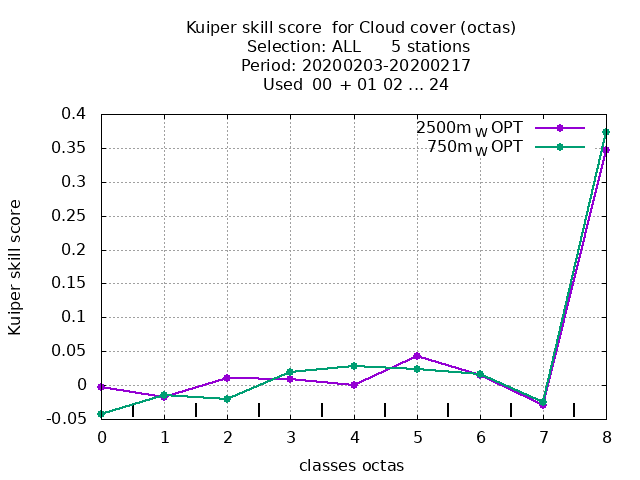 Kuiper skill score  for Cloud cover (octas)
Selection: ALL      5 stations
Period: 20200203-20200217
Used  00 + 01 02 ... 24
2500m W OPT
750m W OPT
0.4
0.35
0.3
0.25
0.2
0.15
0.1
0.05
0
-0.05
Kuiper skill score
0 1 2 3 4 5 6 7 8
classes octas